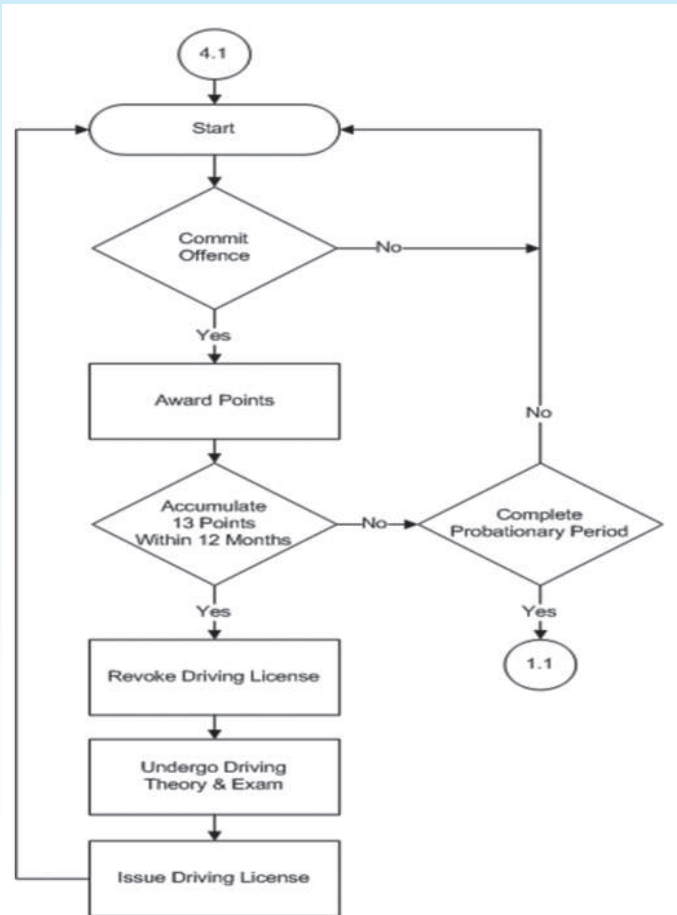 4.1
Start
Commit
Offence
No
Yes
Award Points
No
Accumulate
13 Points
Within 12 Months
No
Complete
Probationary Period
Yes
Yes
1.1
Revoke Driving License
Undergo Driving
Theory & Exam
Issue Driving License